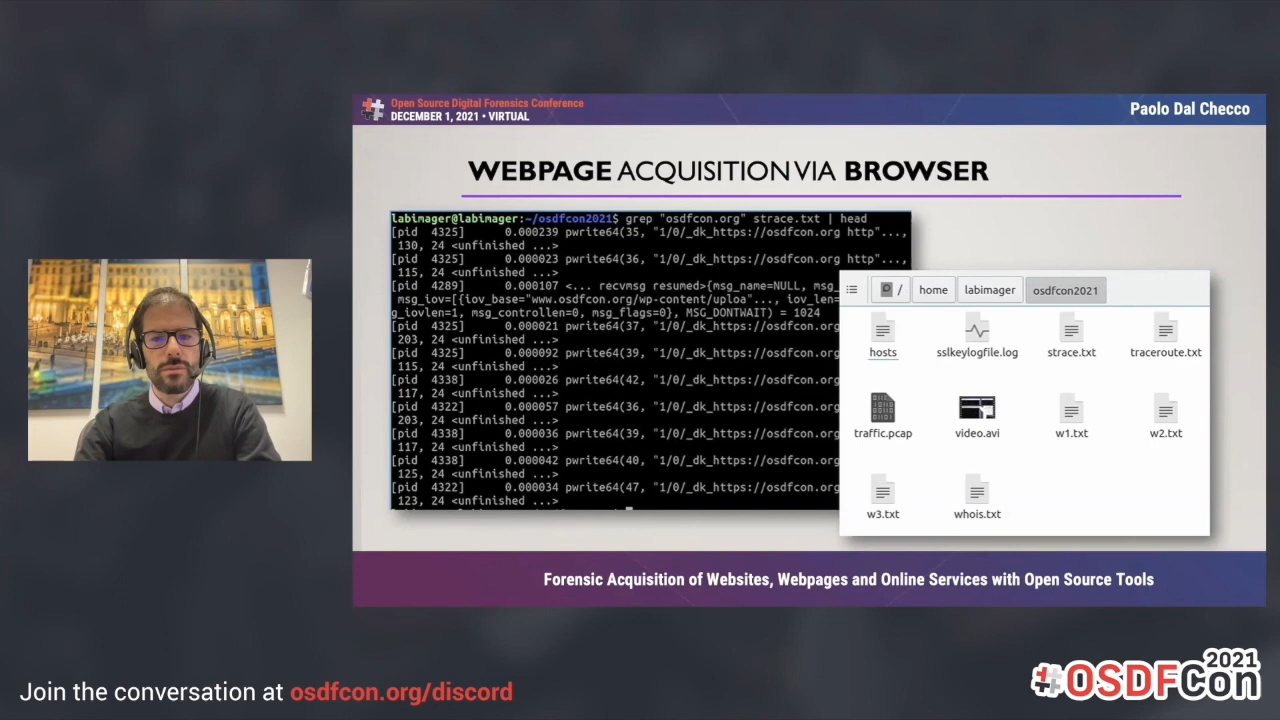 Open Source Digital Forensics Conference
DECEMBER 1, 2021 • VIRTUAL
Paolo Dal Checco
WEBPAGE ACQUISITION VIA BROWSER
labimager@labimager:~/osdfcon2021$ grep "osdfcon.org" strace.txt | head
[pid  4325]      0.000239 pwrite64(35, "1/0/_dk_https://osdfcon.org http"...,
130, 24 <unfinished ...>
[pid  4325]      0.000023 pwrite64(36, "1/0/_dk_https://osdfcon.org http"...,
115, 24 <unfinished ...>
[pid  4289]      0.000107 <... recvmsg resumed>{msg_name=NULL, msg_
msg_iov=[{iov_base="www.osdfcon.org/wp-content/uploa"..., iov_len=
g_iovlen=1, msg_controllen=0, msg_flags=0}, MSG_DONTWAIT) = 1024
[pid  4325]      0.000021 pwrite64(37, "1/0/_dk_https://osdfcon.org
203, 24 <unfinished ...>
[pid  4325]      0.000092 pwrite64(39, "1/0/_dk_https://osdfcon.org
115, 24 <unfinished ...>
[pid  4338]      0.000026 pwrite64(42, "1/0/_dk_https://osdfcon.org
117, 24 <unfinished ...>
[pid  4322]      0.000057 pwrite64(36, "1/0/_dk_https://osdfcon.org
203, 24 <unfinished ...>
[pid  4338]      0.000036 pwrite64(39, "1/0/_dk_https://osdfcon.org
117, 24 <unfinished ...>
[pid  4338]      0.000042 pwrite64(40, "1/0/_dk_https://osdfcon.org
125, 24 <unfinished ...>
[pid  4322]      0.000034 pwrite64(47, "1/0/_dk_https://osdfcon.org
123, 24 <unfinished ...>
/ home labimager osdfcon2021
hosts sslkeylogfile.log strace.txt traceroute.txt
traffic.pcap video.avi w1.txt w2.txt
w3.txt whois.txt
Forensic Acquisition of Websites, Webpages and Online Services with Open Source Tools
Join the conversation at osdfcon.org/discord
2021
#OSDFCon